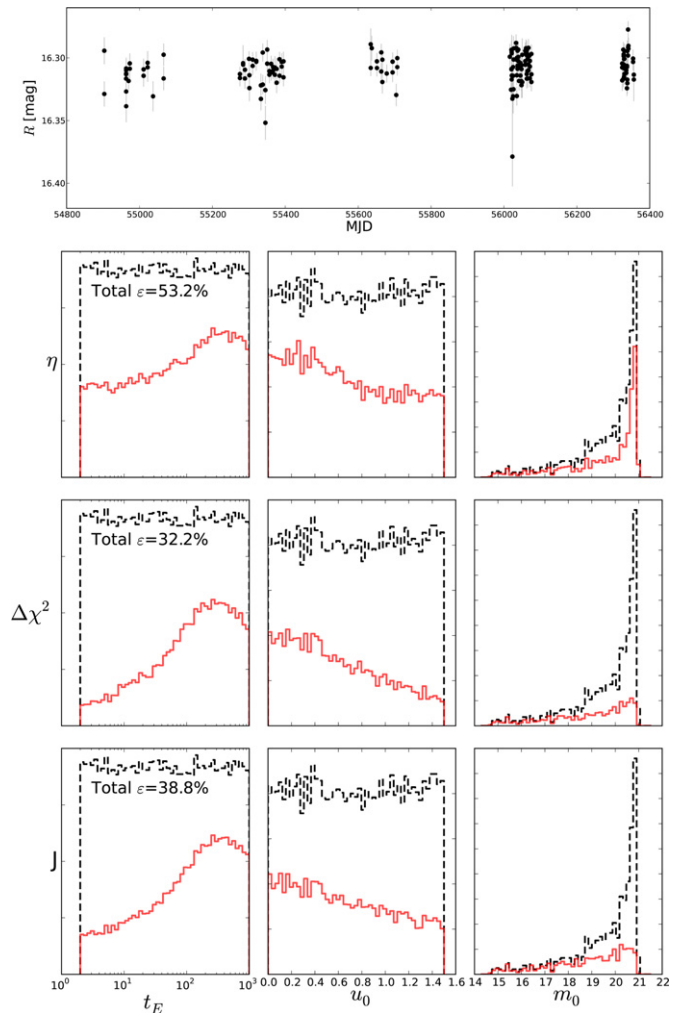 16.30
16.35
16.40
R [mag]
54800 55000 55200 55400 55600 55800 56000 56200 56400
MJD
η
Total ε=53.2%
Δχ²
Total ε=32.2%
J
Total ε=38.8%
10⁰ 10¹ 10² 10³
t_E
0.0 0.2 0.4 0.6 0.8 1.0 1.2 1.4 1.6
u₀
14 15 16 17 18 19 20 21 22
m₀